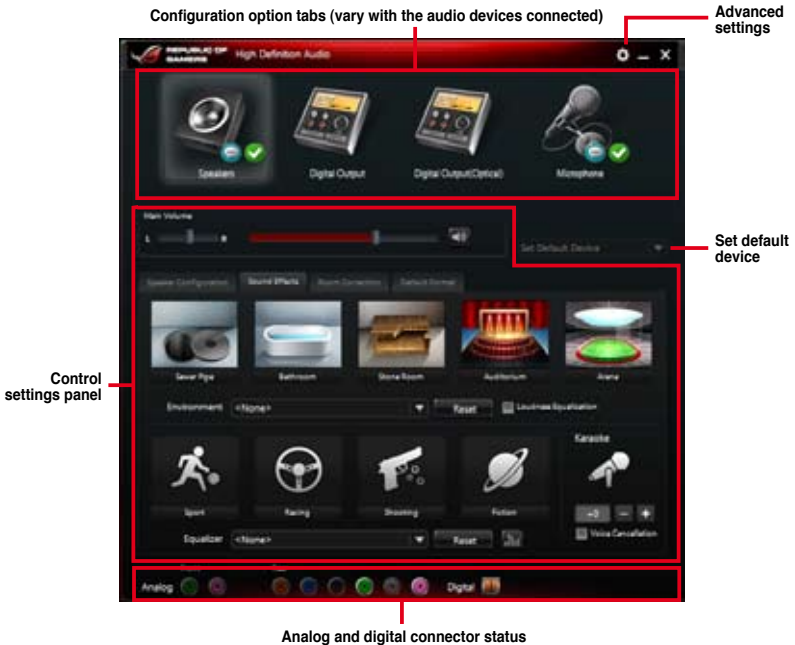 Configuration option tabs (vary with the audio devices connected)
Advanced
settings
REPUBLIC OF
GAMERS
High Definition Audio
Speakers
Digital Output
Digital Output(Optical)
Microphone
Main Volume
L
R
Set Default Device
Set default
device
Speaker Configuration
Sound Effects
Room Correction
Default Format
Control
settings panel
Sewer Pipe
Bathroom
Stone Room
Auditorium
Arena
Environment
<None>
Reset
Loudness Equalization
Karaoke
Sport
Racing
Shooting
Fiction
+0
Equalizer
<None>
Reset
Voice Cancellation
Analog
Digital
Analog and digital connector status